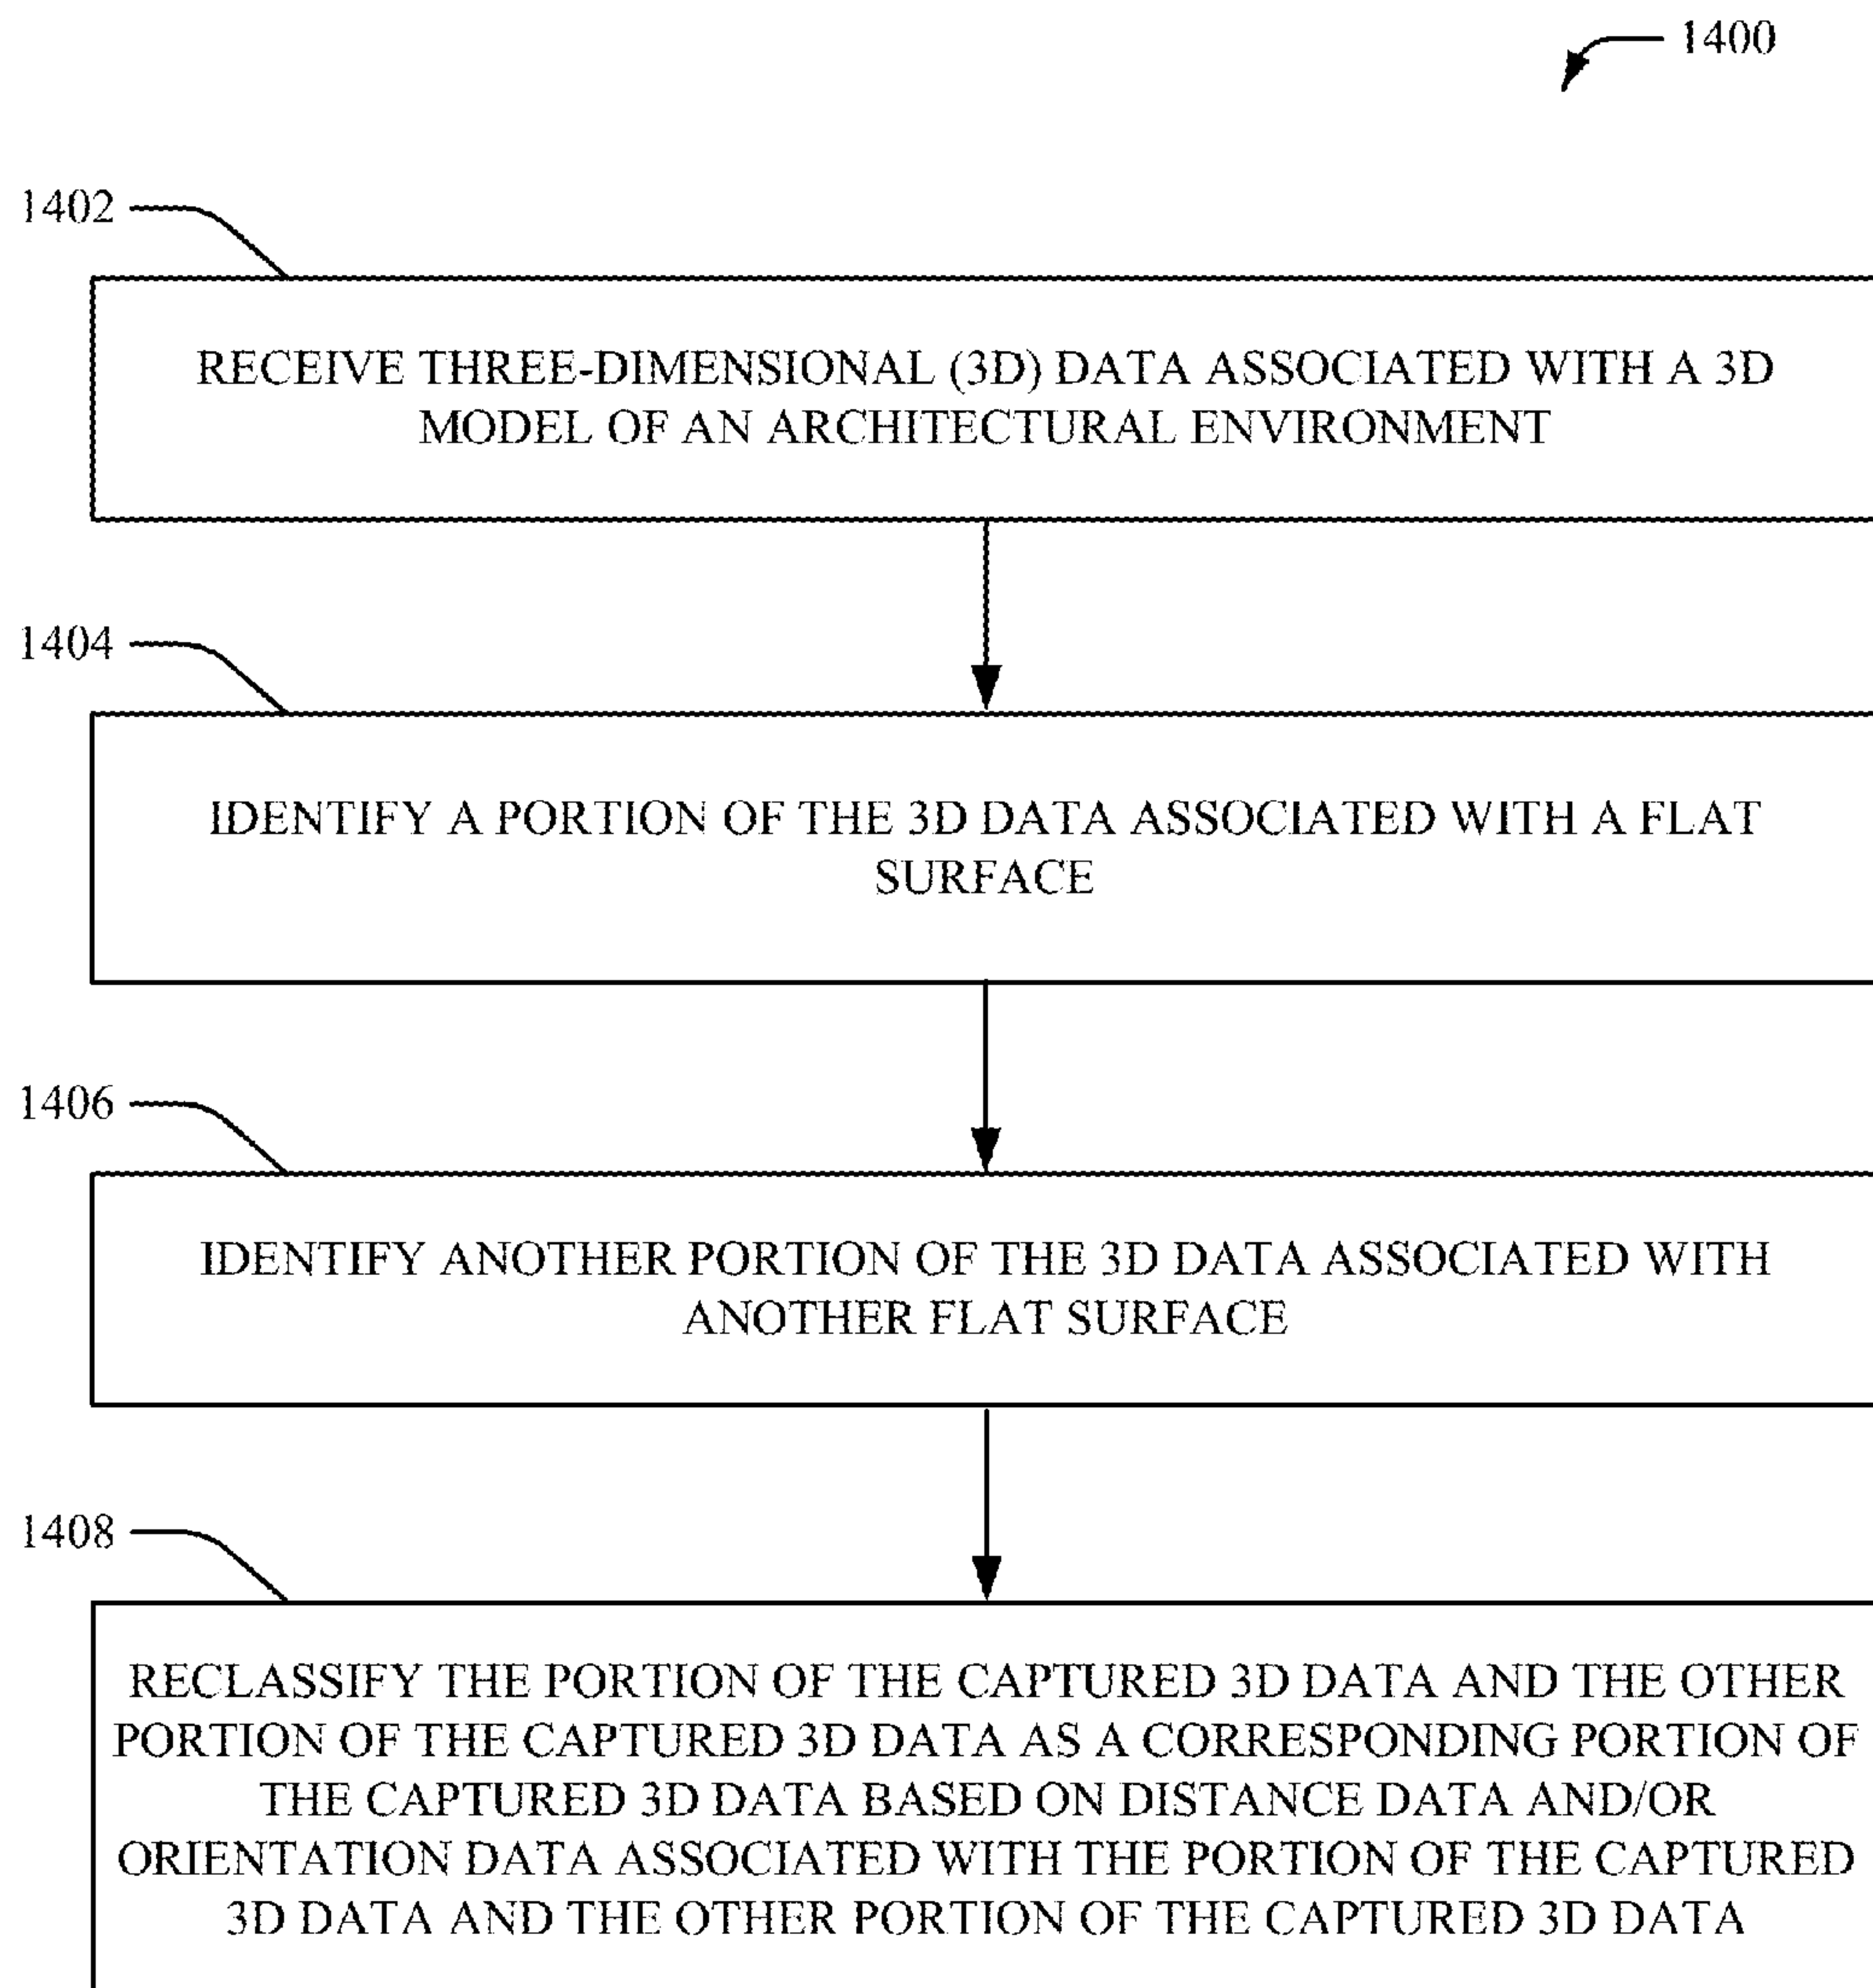 1400
1402
RECEIVE THREE-DIMENSIONAL (3D) DATA ASSOCIATED WITH A 3D
MODEL OF AN ARCHITECTURAL ENVIRONMENT
1404
IDENTIFY A PORTION OF THE 3D DATA ASSOCIATED WITH A FLAT
SURFACE
1406
IDENTIFY ANOTHER PORTION OF THE 3D DATA ASSOCIATED WITH
ANOTHER FLAT SURFACE
1408
RECLASSIFY THE PORTION OF THE CAPTURED 3D DATA AND THE OTHER
PORTION OF THE CAPTURED 3D DATA AS A CORRESPONDING PORTION OF
THE CAPTURED 3D DATA BASED ON DISTANCE DATA AND/OR
ORIENTATION DATA ASSOCIATED WITH THE PORTION OF THE CAPTURED
3D DATA AND THE OTHER PORTION OF THE CAPTURED 3D DATA